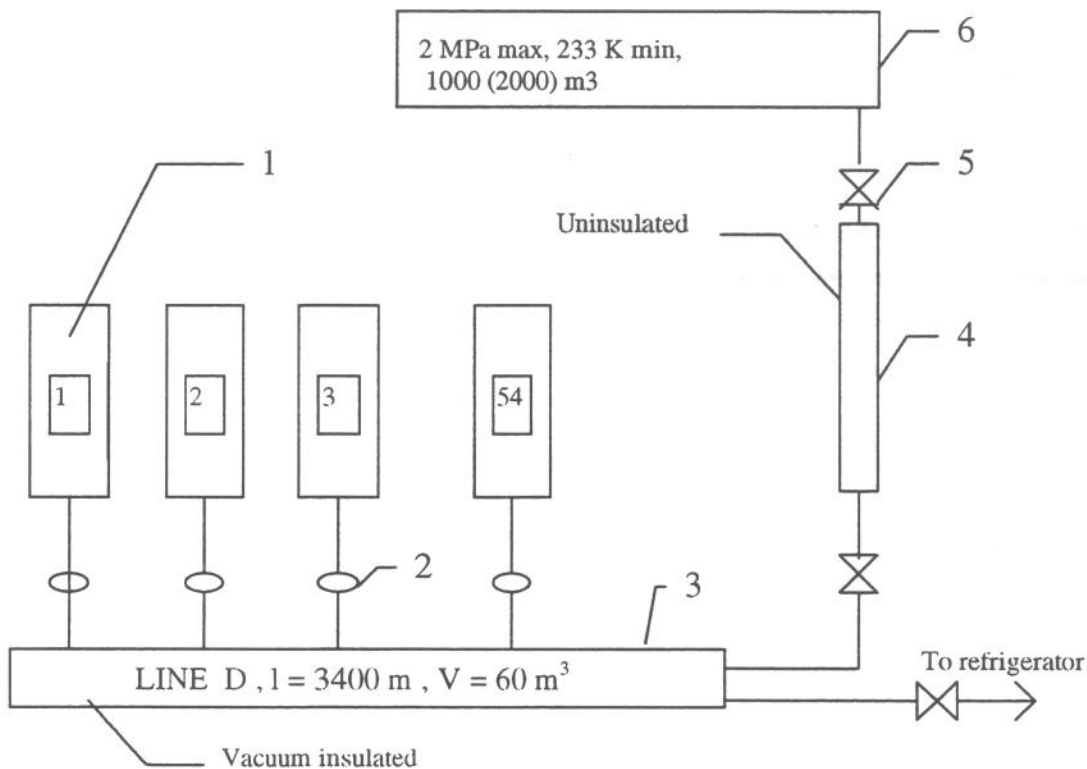 6
2 MPa max, 233 K min,
1000 (2000) m3
1
5
Uninsulated
4
1
2
3
54
2
3
LINE D , l = 3400 m , V = 60 m³
To refrigerator
Vacuum insulated